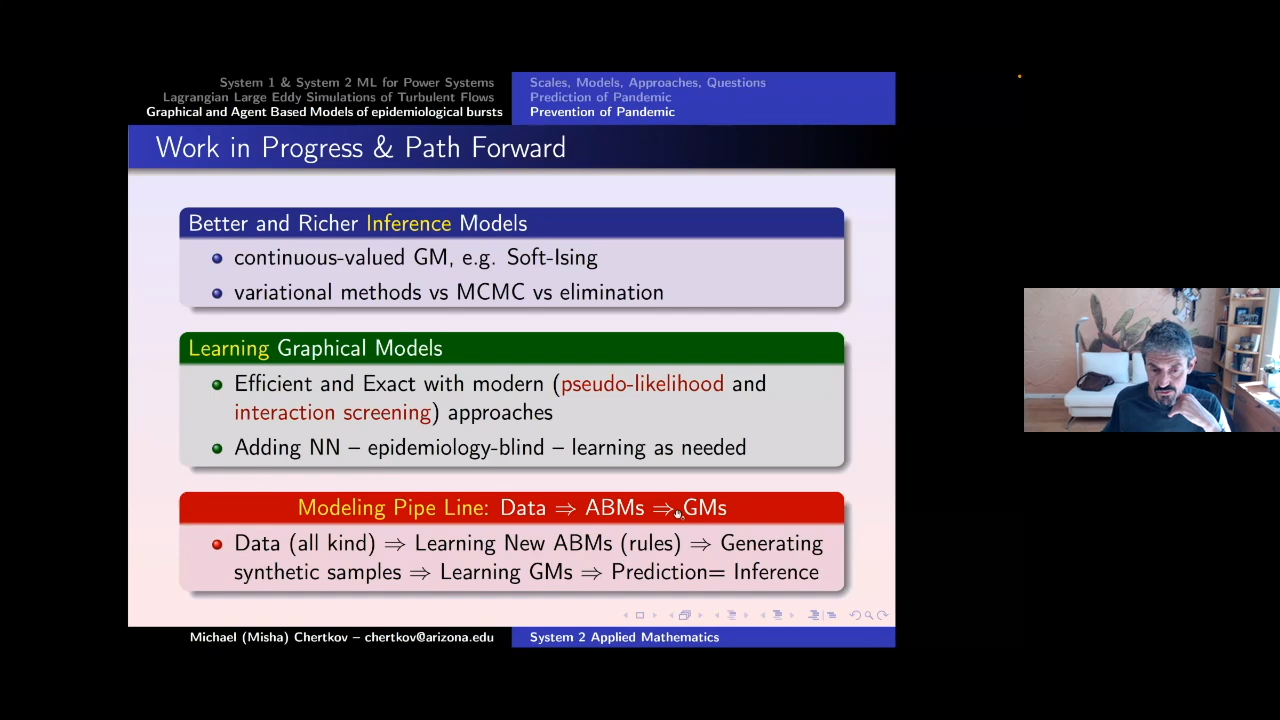 System 1 & System 2 ML for Power Systems
Lagrangian Large Eddy Simulations of Turbulent Flows
Graphical and Agent Based Models of epidemiological bursts
Scales, Models, Approaches, Questions
Prediction of Pandemic
Prevention of Pandemic
Work in Progress & Path Forward
Better and Richer Inference Models
continuous-valued GM, e.g. Soft-Ising
variational methods vs MCMC vs elimination
Learning Graphical Models
Efficient and Exact with modern (pseudo-likelihood and
interaction screening) approaches
Adding NN – epidemiology-blind – learning as needed
Modeling Pipe Line: Data ⇒ ABMs ⇒ GMs
Data (all kind) ⇒ Learning New ABMs (rules) ⇒ Generating
synthetic samples ⇒ Learning GMs ⇒ Prediction= Inference
Michael (Misha) Chertkov – chertkov@arizona.edu
System 2 Applied Mathematics